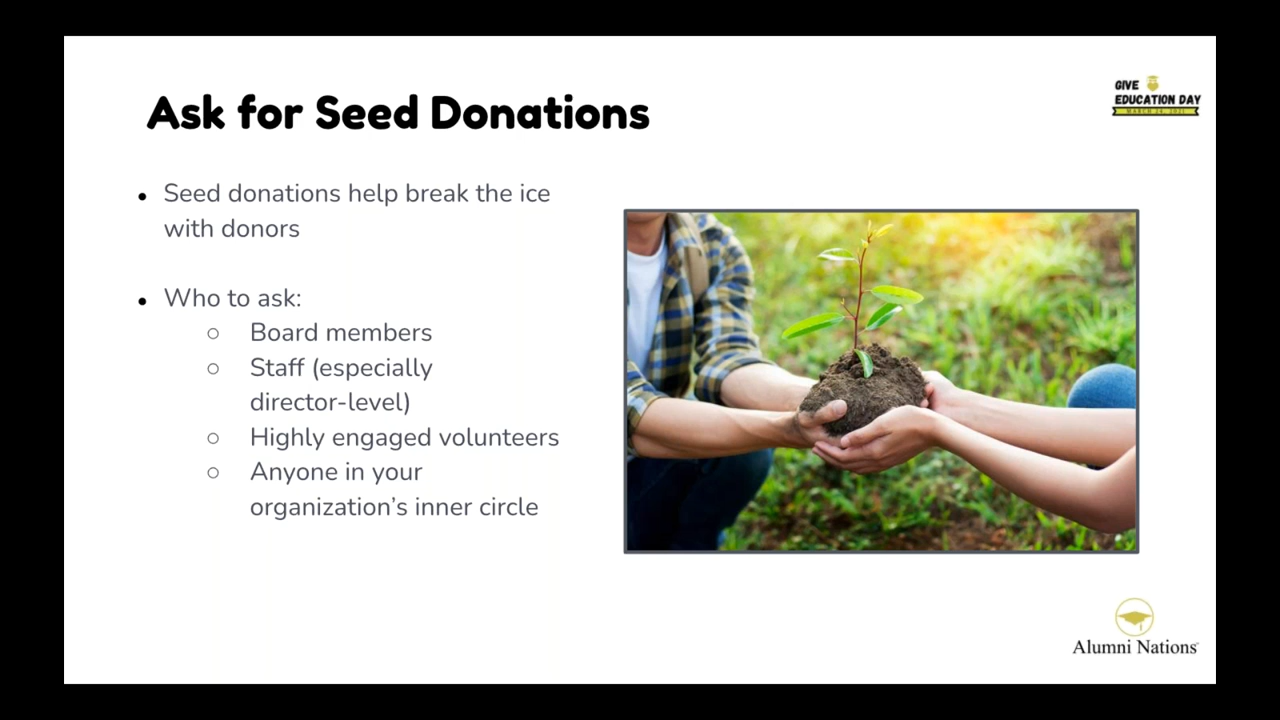 Ask for Seed Donations
GIVE
EDUCATION DAY
• Seed donations help break the ice
with donors
• Who to ask:
○ Board members
○ Staff (especially
director-level)
○ Highly engaged volunteers
○ Anyone in your
organization’s inner circle
Alumni Nations